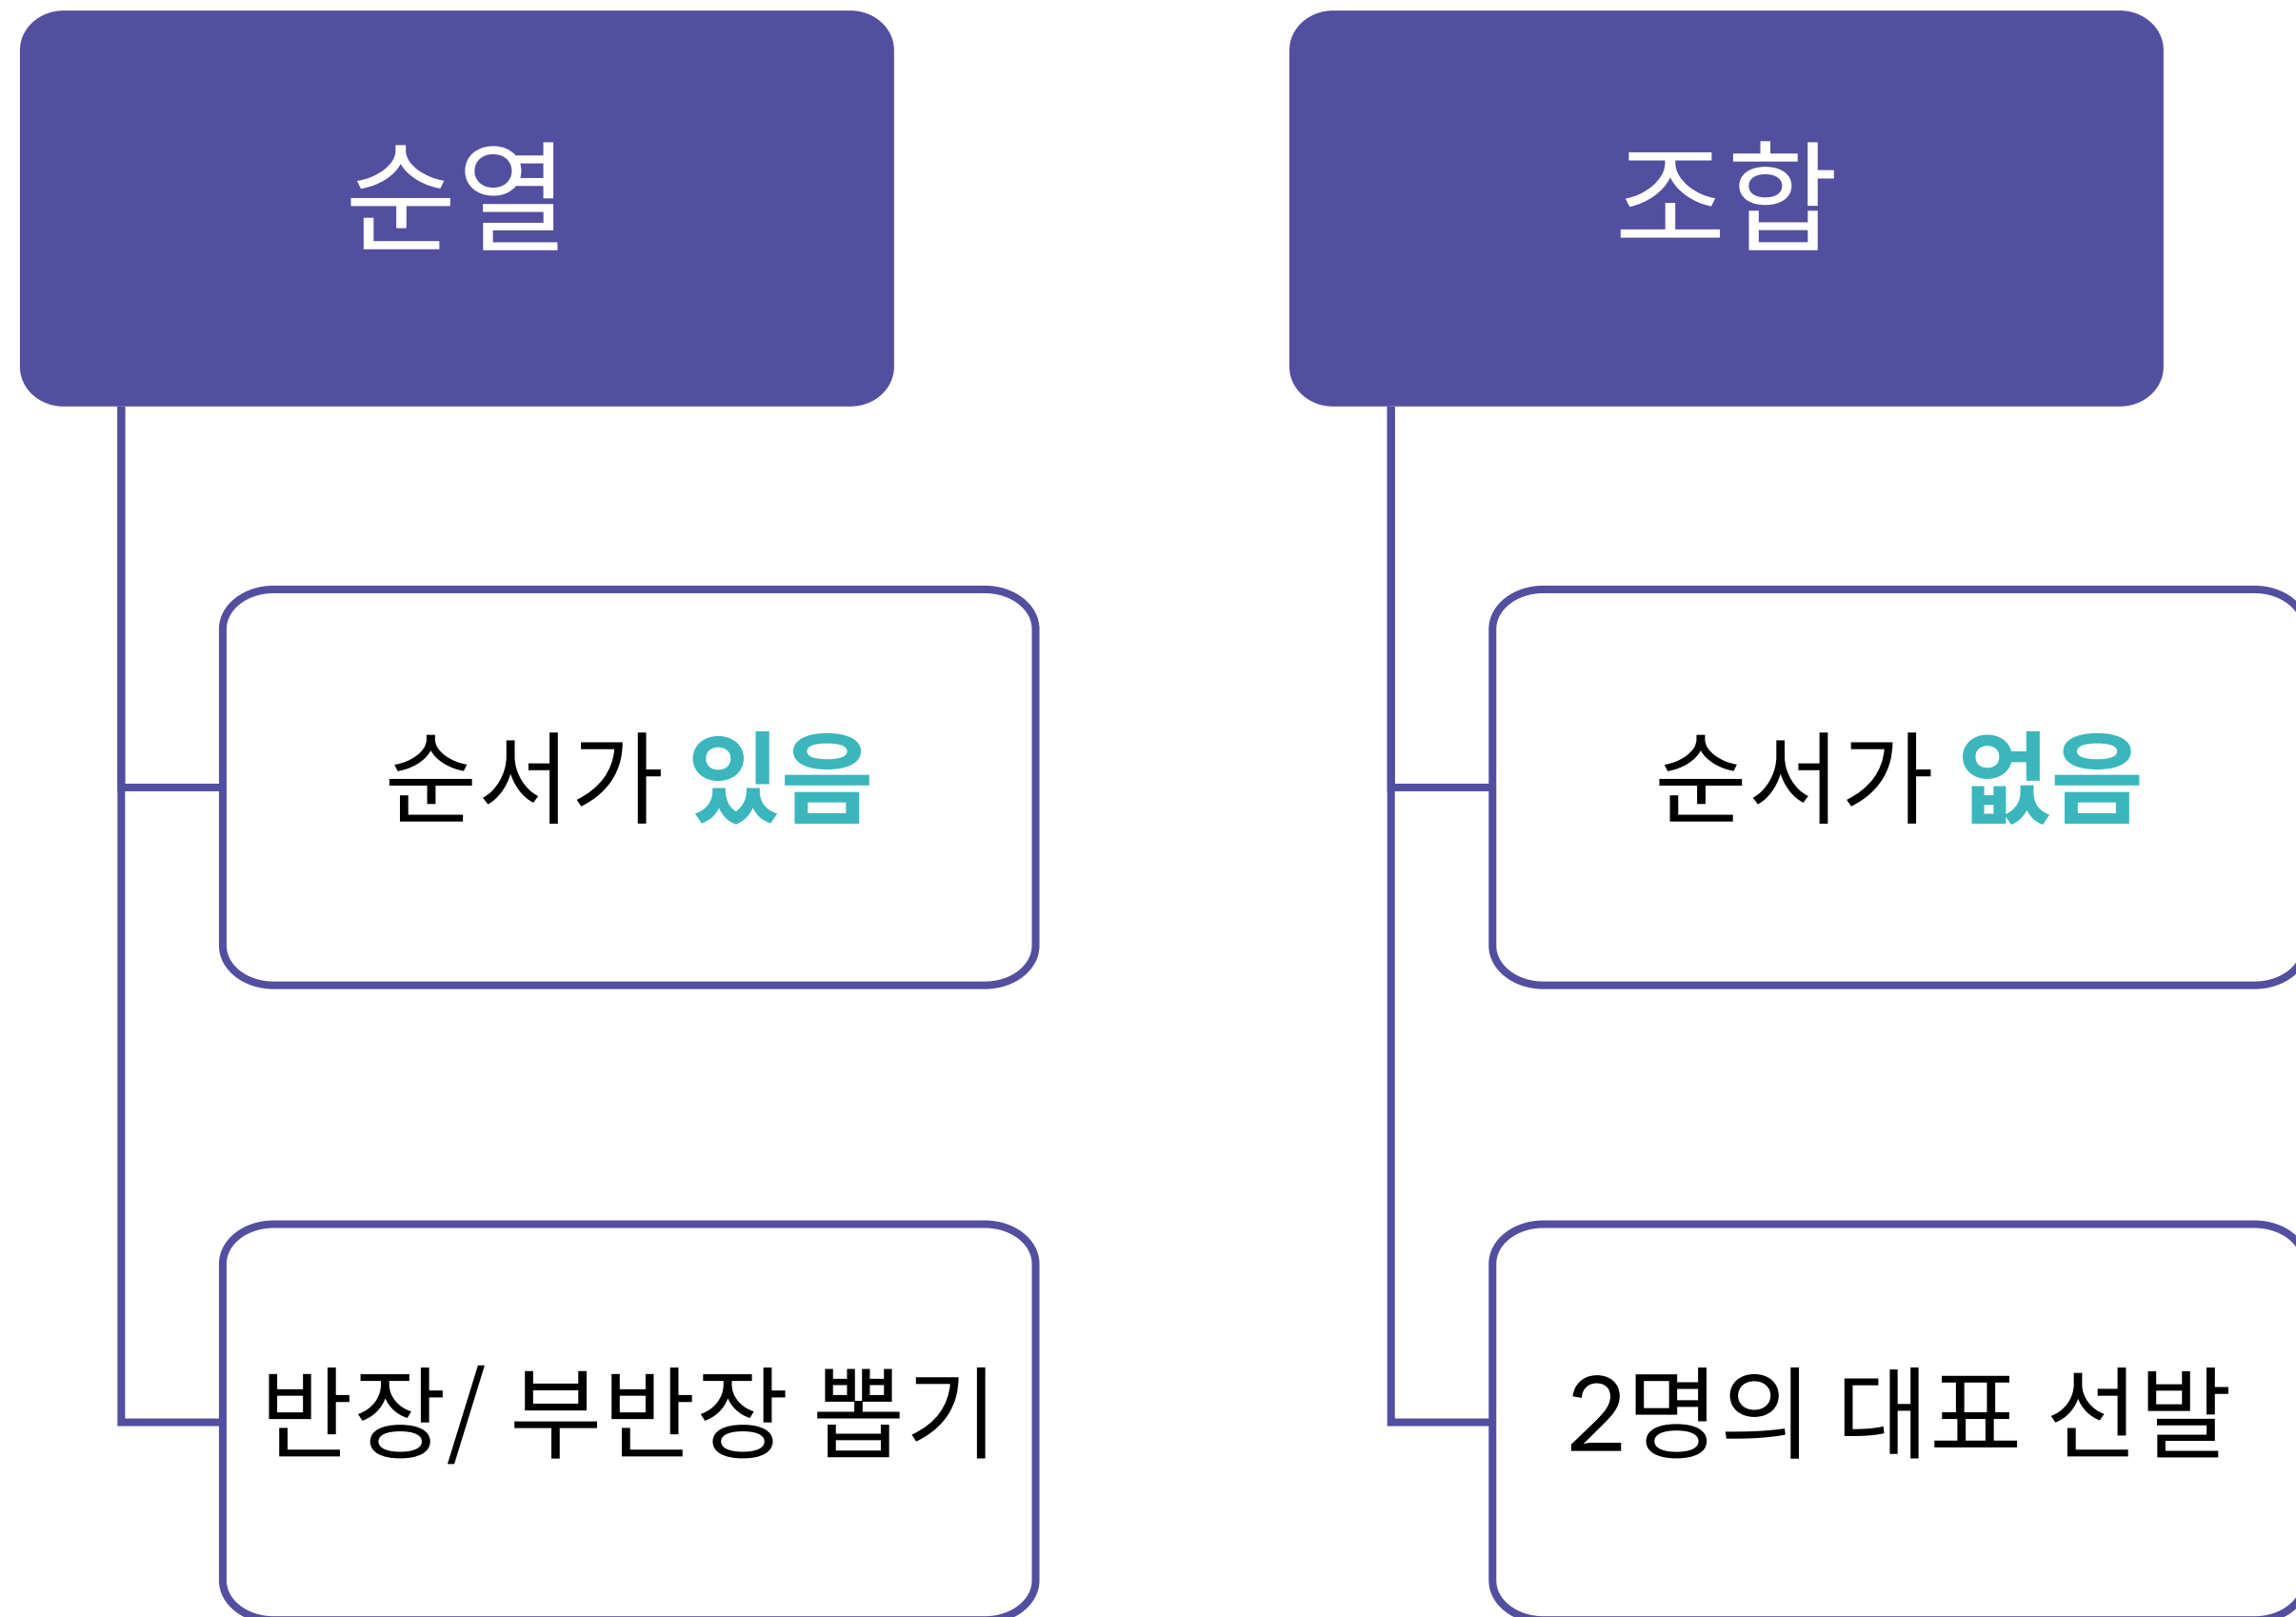 순열
순서가 있음
반장/ 부반장 뽑기
조합
순서가 없음
2명의 대표 선발